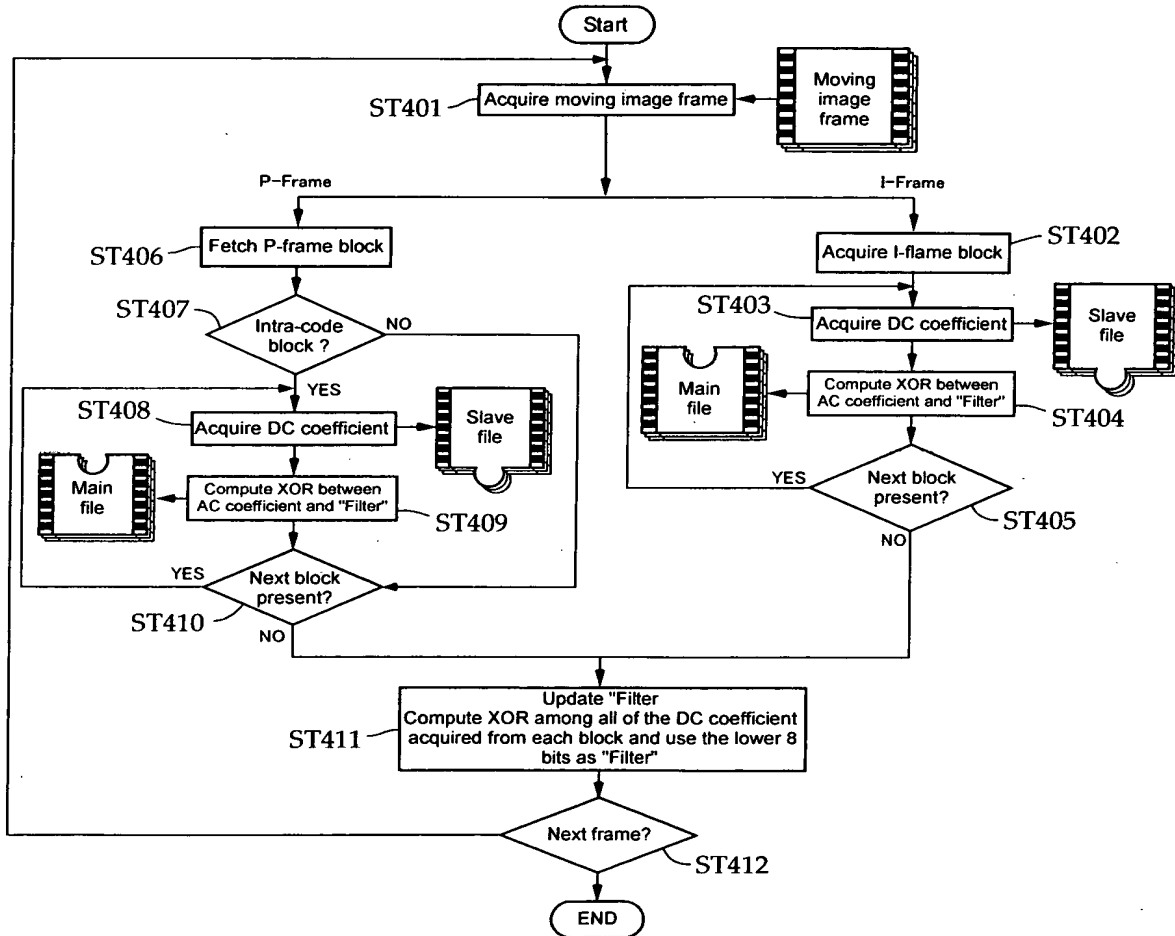 Start
ST401
Acquire moving image frame
Moving
image
frame
P-Frame
I-Frame
ST406
Fetch P-frame block
Acquire I-flame block
ST402
ST407
Intra-code
block ?
NO
YES
ST403
Acquire DC coefficient
Slave
file
Main
file
Compute XOR between
AC coefficient and "Filter"
ST404
ST408
Acquire DC coefficient
Slave
file
Main
file
Compute XOR between
AC coefficient and "Filter"
ST409
YES
Next block
present?
ST405
NO
YES
Next block
present?
ST410
NO
ST411
Update "Filter
Compute XOR among all of the DC coefficient
acquired from each block and use the lower 8
bits as "Filter"
Next frame?
ST412
END